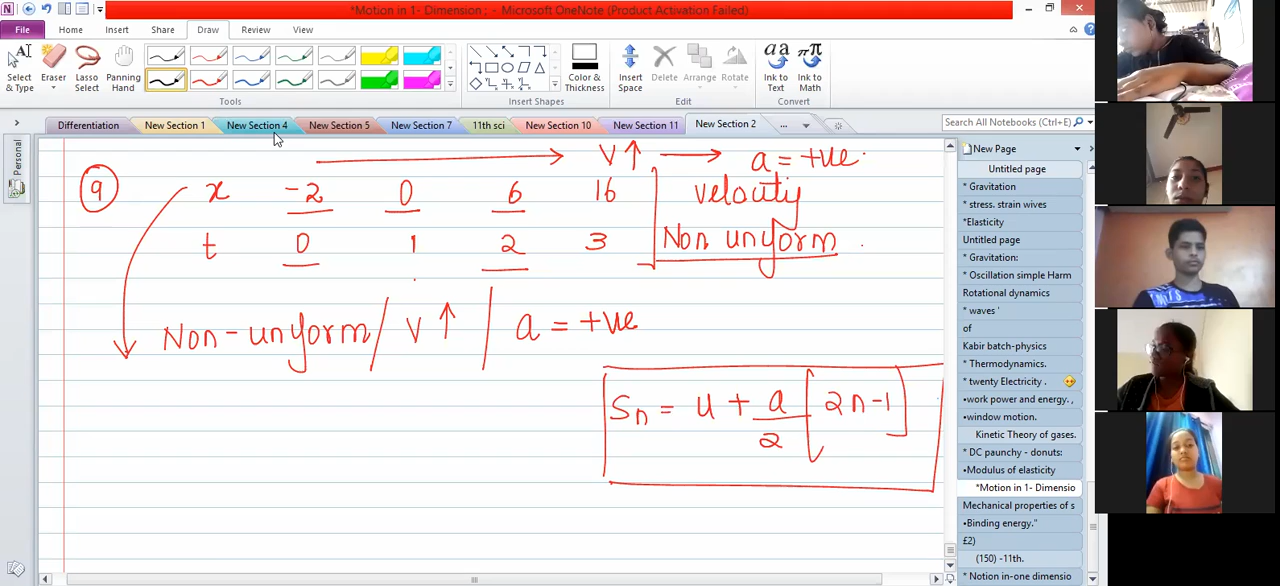 *Motion in 1- Dimension ; - Microsoft OneNote (Product Activation Failed)
File Home Insert Share Draw Review View
Select & Type
Eraser
Lasso Select
Panning Hand
Color & Thickness
Insert Space
Delete
Arrange
Rotate
Ink to Text
Ink to Math
Tools
Insert Shapes
Edit
Convert
Differentiation New Section 1 New Section 4 New Section 5 New Section 7 11th sci New Section 10 New Section 11 New Section 2 ...
Search All Notebooks (Ctrl+E)
Personal
V↑ → a = +ve
9 x -2 0 6 16 velocity
t 0 1 2 3 Non uniform
Non-uniform / V↑ / a = +ve
Sn = u + a/2 [2n-1]
New Page
Untitled page
* Gravitation
* stress. strain wives
*Elasticity
Untitled page
* Gravitation:
* Oscillation simple Harm
Rotational dynamics
* waves '
of
Kabir batch-physics
* Thermodynamics.
* twenty Electricity .
•work power and energy. ,
•window motion.
Kinetic Theory of gases.
* DC paunchy - donuts:
•Modulus of elasticity
*Motion in 1- Dimensio
Mechanical properties of s
•Binding energy."
£2)
(150) -11th.
* Notion in-one dimensio